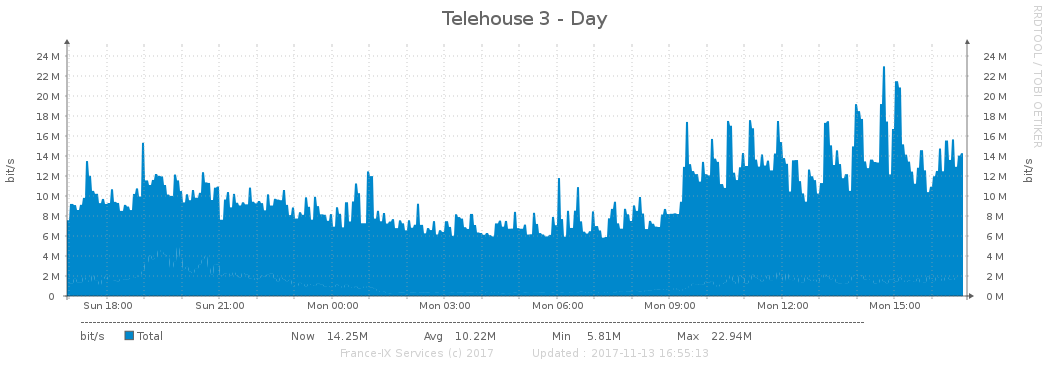 Telehouse 3 - Day
RRDTOOL / TOBI OETIKER
bit/s
24 M
22 M
20 M
18 M
16 M
14 M
12 M
10 M
8 M
6 M
4 M
2 M
0
24 M
22 M
20 M
18 M
16 M
14 M
12 M
10 M
8 M
6 M
4 M
2 M
0 M
bit/s
Sun 18:00 Sun 21:00 Mon 00:00 Mon 03:00 Mon 06:00 Mon 09:00 Mon 12:00 Mon 15:00
bit/s Total Now 14.25M Avg 10.22M Min 5.81M Max 22.94M
France-IX Services (c) 2017 Updated : 2017-11-13 16:55:13